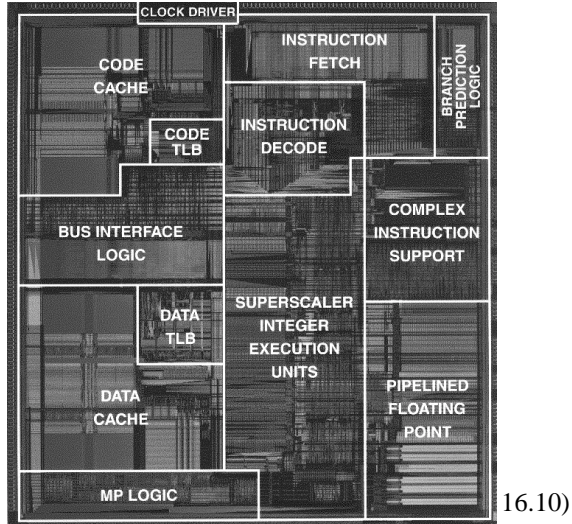 CLOCK DRIVER
CODE
CACHE
CODE
TLB
INSTRUCTION
FETCH
BRANCH
PREDICTION
LOGIC
INSTRUCTION
DECODE
BUS INTERFACE
LOGIC
COMPLEX
INSTRUCTION
SUPPORT
DATA
TLB
SUPERSCALER
INTEGER
EXECUTION
UNITS
DATA
CACHE
PIPELINED
FLOATING
POINT
MP LOGIC
16.10)